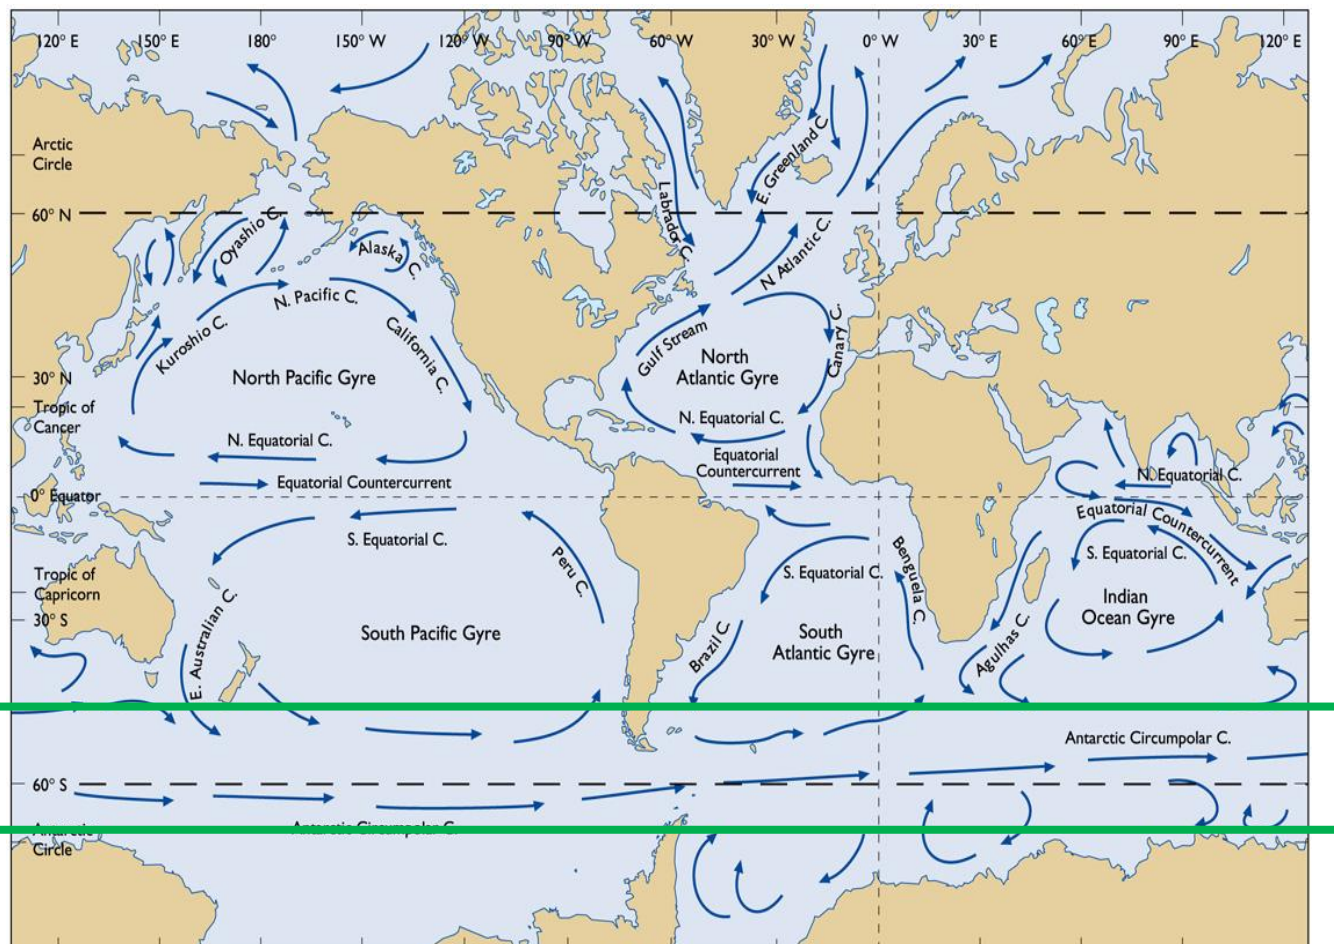 120° E
150° E
180°
150° W
120° W
90° W
60° W
30° W
0° W
30° E
60° E
90° E
120° E
Arctic
Circle
60° N
30° N
Tropic of
Cancer
0° Equator
Tropic of
Capricorn
30° S
60° S
Antarctic
Circle
Oyashio C.
Alaska C.
N. Pacific C.
Kuroshio C.
California C.
North Pacific Gyre
N. Equatorial C.
Equatorial Countercurrent
S. Equatorial C.
Peru C.
E. Australian C.
South Pacific Gyre
Antarctic Circumpolar C.
Labrador C.
E. Greenland C.
N Atlantic C.
Gulf Stream
North
Atlantic Gyre
Canary C.
N. Equatorial C.
Equatorial
Countercurrent
S. Equatorial C.
Benguela C.
Brazil C.
South
Atlantic Gyre
Agulhas C.
N. Equatorial C.
Equatorial Countercurrent
S. Equatorial C.
Indian
Ocean Gyre
Antarctic Circumpolar C.